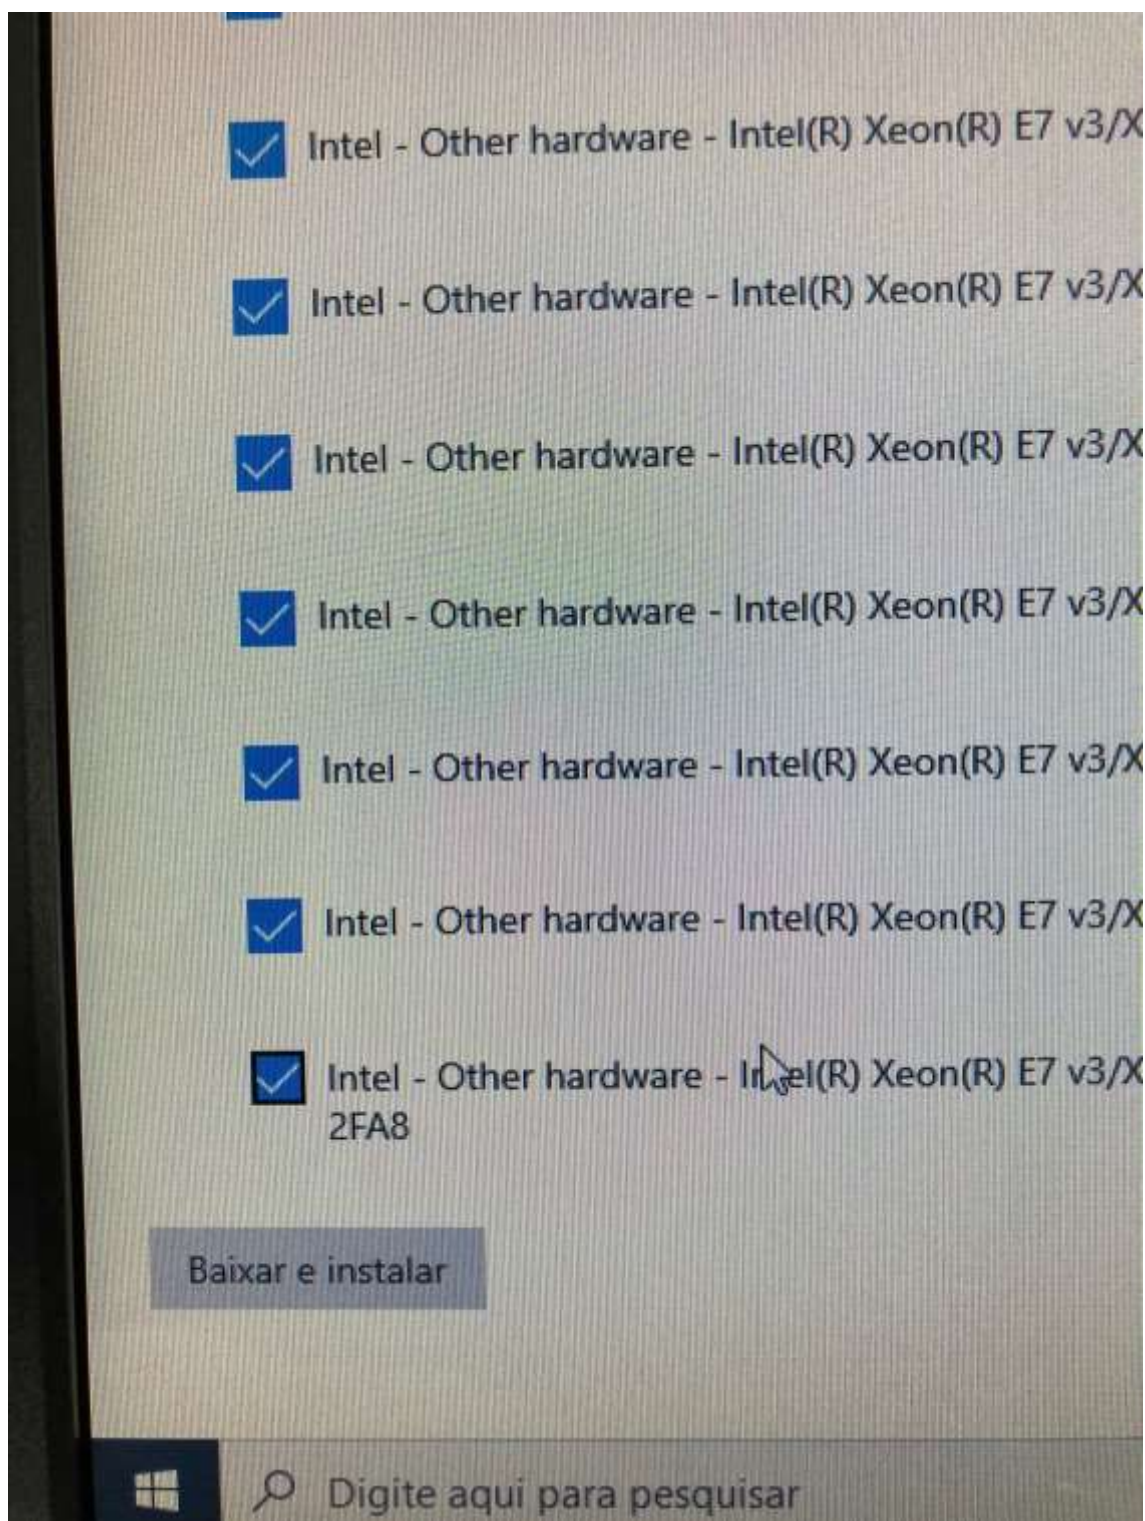 Intel - Other hardware - Intel(R) Xeon(R) E7 v3/X
Intel - Other hardware - Intel(R) Xeon(R) E7 v3/X
Intel - Other hardware - Intel(R) Xeon(R) E7 v3/X
Intel - Other hardware - Intel(R) Xeon(R) E7 v3/X
Intel - Other hardware - Intel(R) Xeon(R) E7 v3/X
Intel - Other hardware - Intel(R) Xeon(R) E7 v3/X
Intel - Other hardware - Intel(R) Xeon(R) E7 v3/X
2FA8
Baixar e instalar
Digite aqui para pesquisar